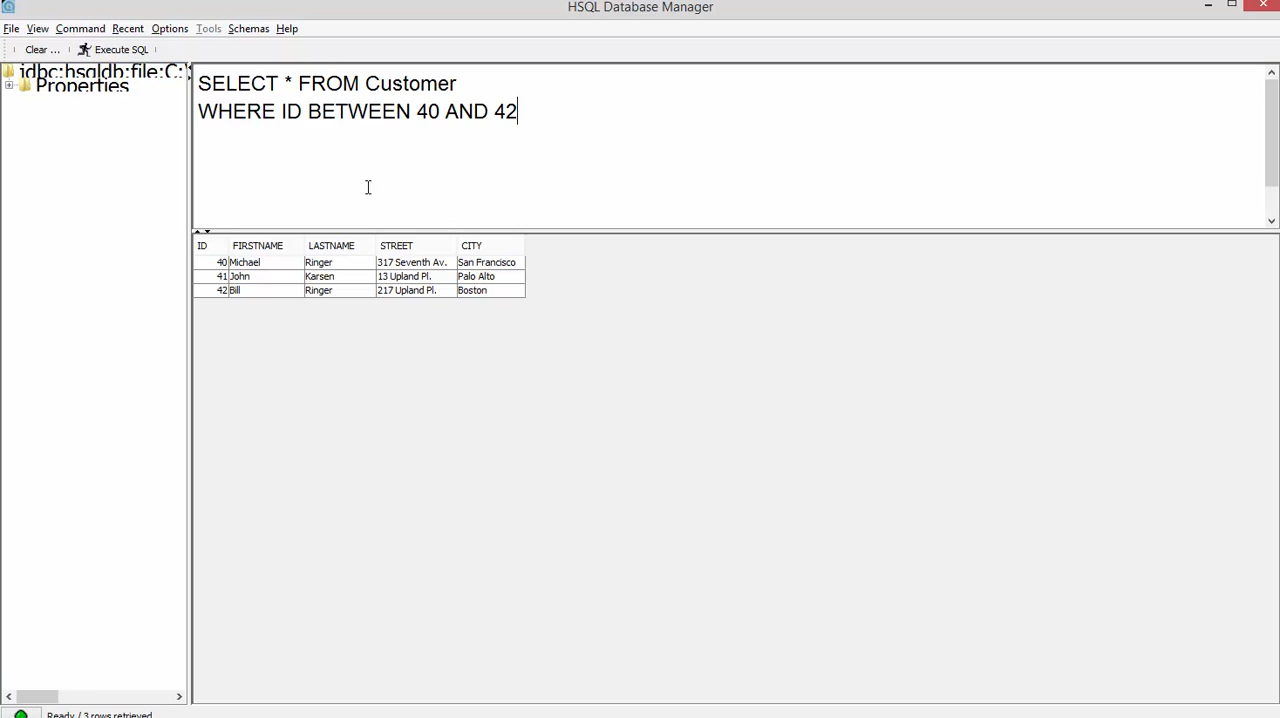 HSQL Database Manager
File View Command Recent Options Tools Schemas Help
Clear ... Execute SQL
jdbc:hsqldb:file:C:\
Properties
SELECT * FROM Customer
WHERE ID BETWEEN 40 AND 42
ID FIRSTNAME LASTNAME STREET CITY
40 Michael Ringer 317 Seventh Av. San Francisco
41 John Karsen 13 Upland Pl. Palo Alto
42 Bill Ringer 217 Upland Pl. Boston
Ready / 3 rows retrieved